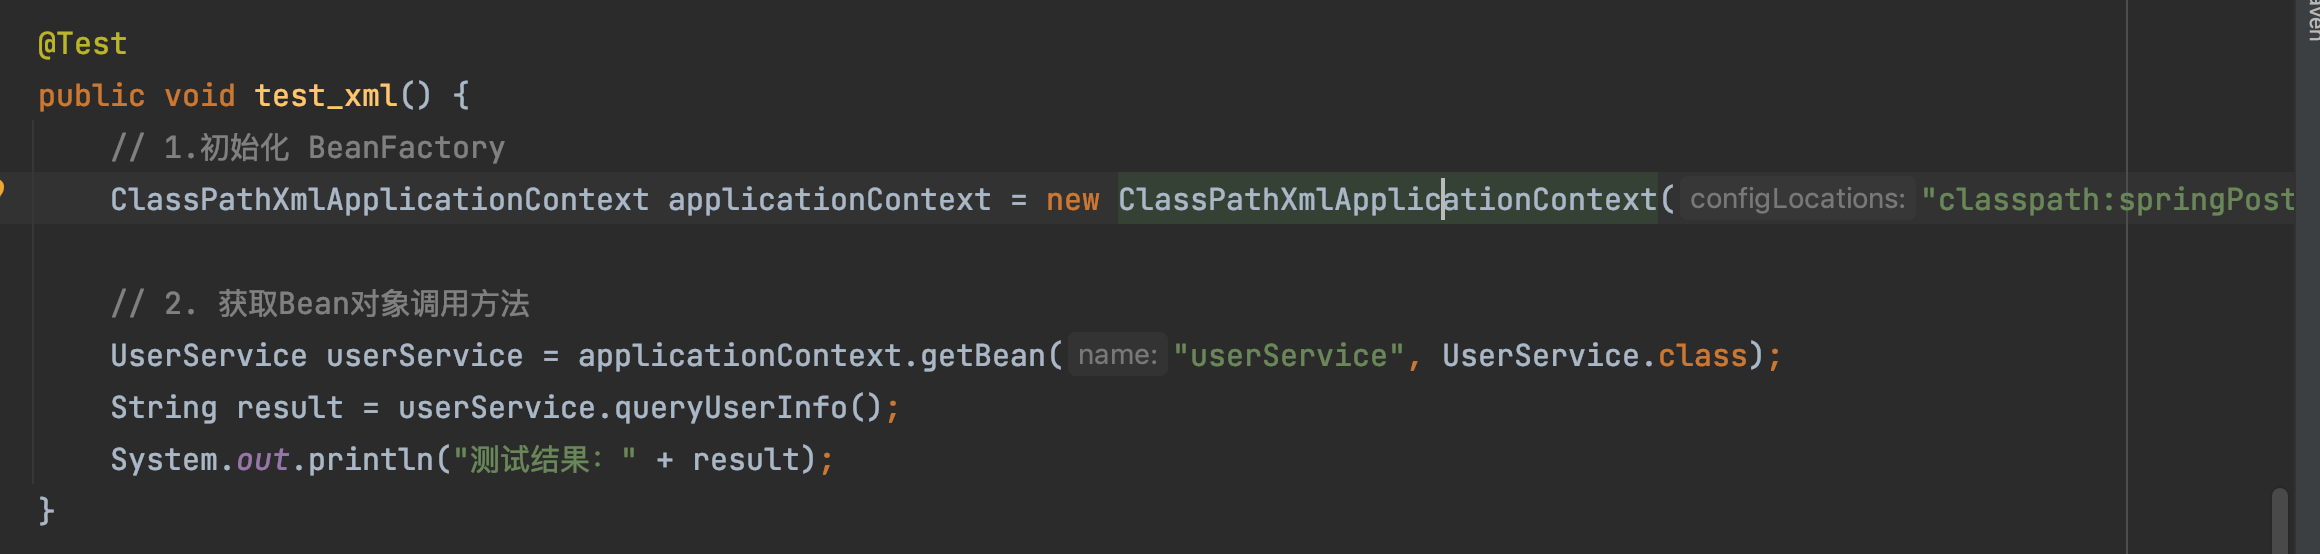 @Test
public void test_xml() {
// 1.初始化 BeanFactory
ClassPathXmlApplicationContext applicationContext = new ClassPathXmlApplicationContext( configLocations: "classpath:springPost
// 2. 获取Bean对象调用方法
UserService userService = applicationContext.getBean( name: "userService", UserService.class);
String result = userService.queryUserInfo();
System.out.println("测试结果：" + result);
}